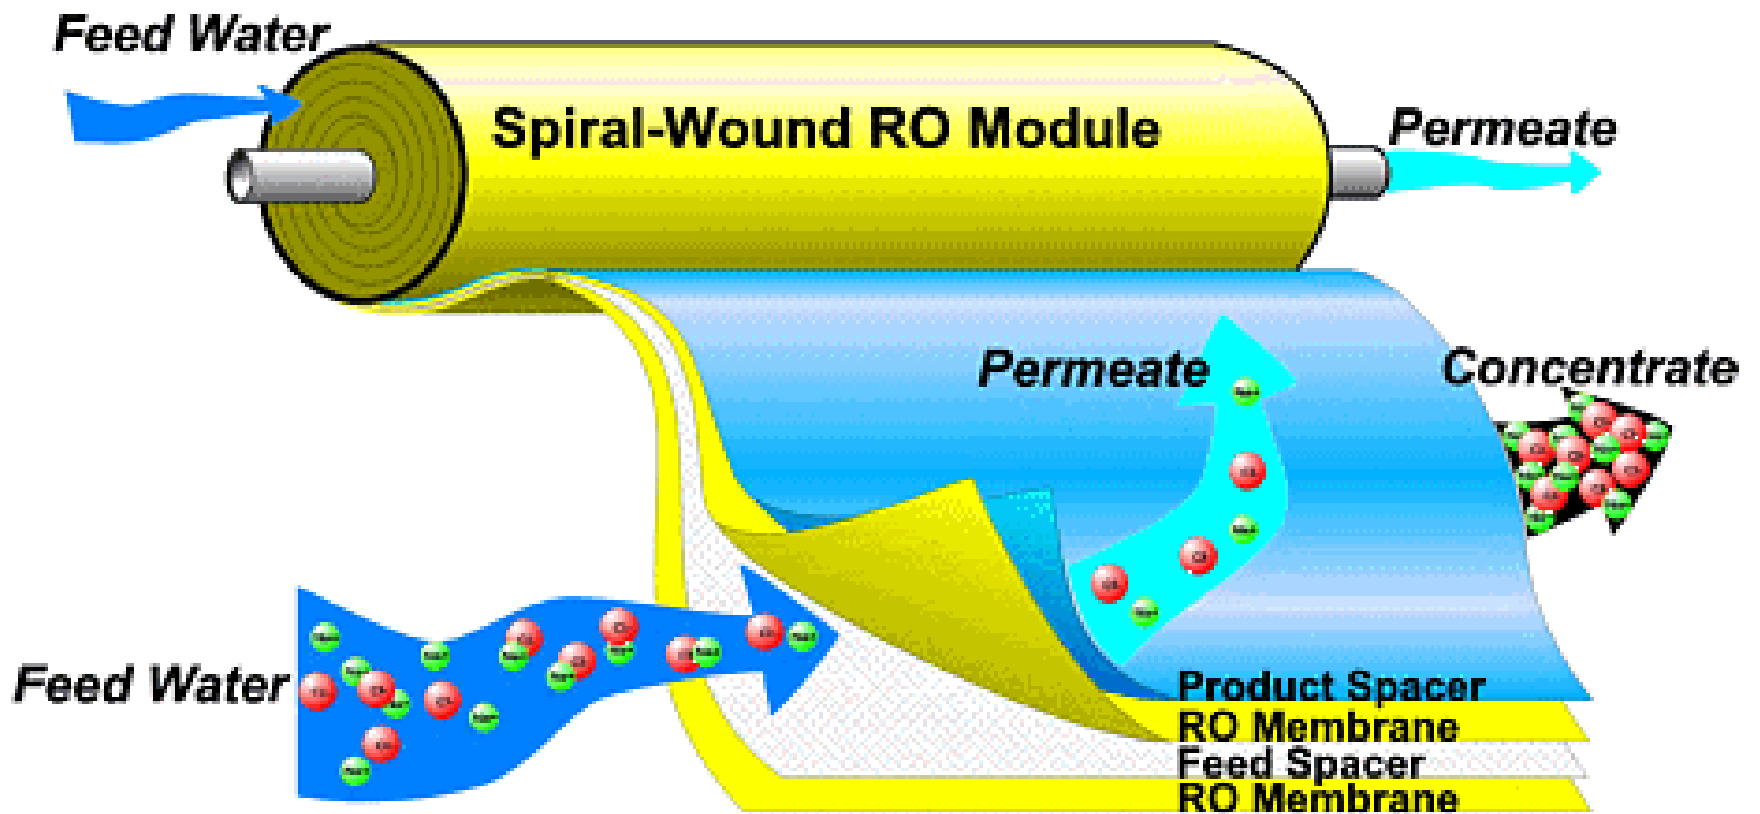 Feed Water
Spiral-Wound RO Module
Permeate
Permeate
Concentrate
Feed Water
Product Spacer
RO Membrane
Feed Spacer
RO Membrane